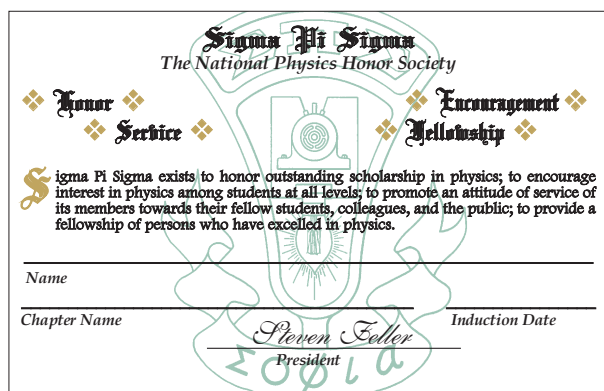 Sigma Pi Sigma
The National Physics Honor Society
Honor
Encouragement
Service
Fellowship
Sigma Pi Sigma exists to honor outstanding scholarship in physics; to encourage
interest in physics among students at all levels; to promote an attitude of service of
its members towards their fellow students, colleagues, and the public; to provide a
fellowship of persons who have excelled in physics.
Name
Chapter Name
Induction Date
Steven Feller
President
ΣΟφια